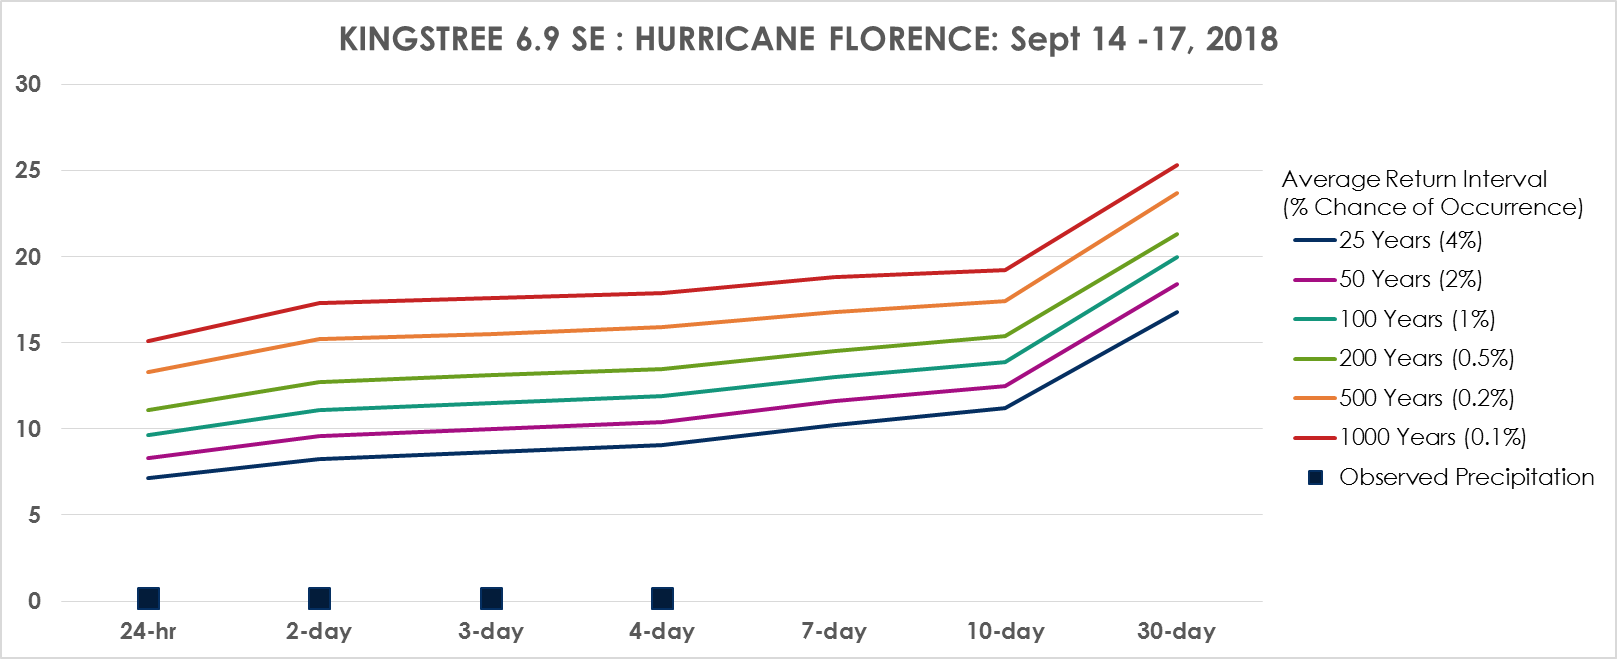 KINGSTREE 6.9 SE : HURRICANE FLORENCE: Sept 14 -17, 2018
30
25
20
15
10
5
0
24-hr
2-day
3-day
4-day
7-day
10-day
30-day
Average Return Interval
(% Chance of Occurrence)
25 Years (4%)
50 Years (2%)
100 Years (1%)
200 Years (0.5%)
500 Years (0.2%)
1000 Years (0.1%)
Observed Precipitation